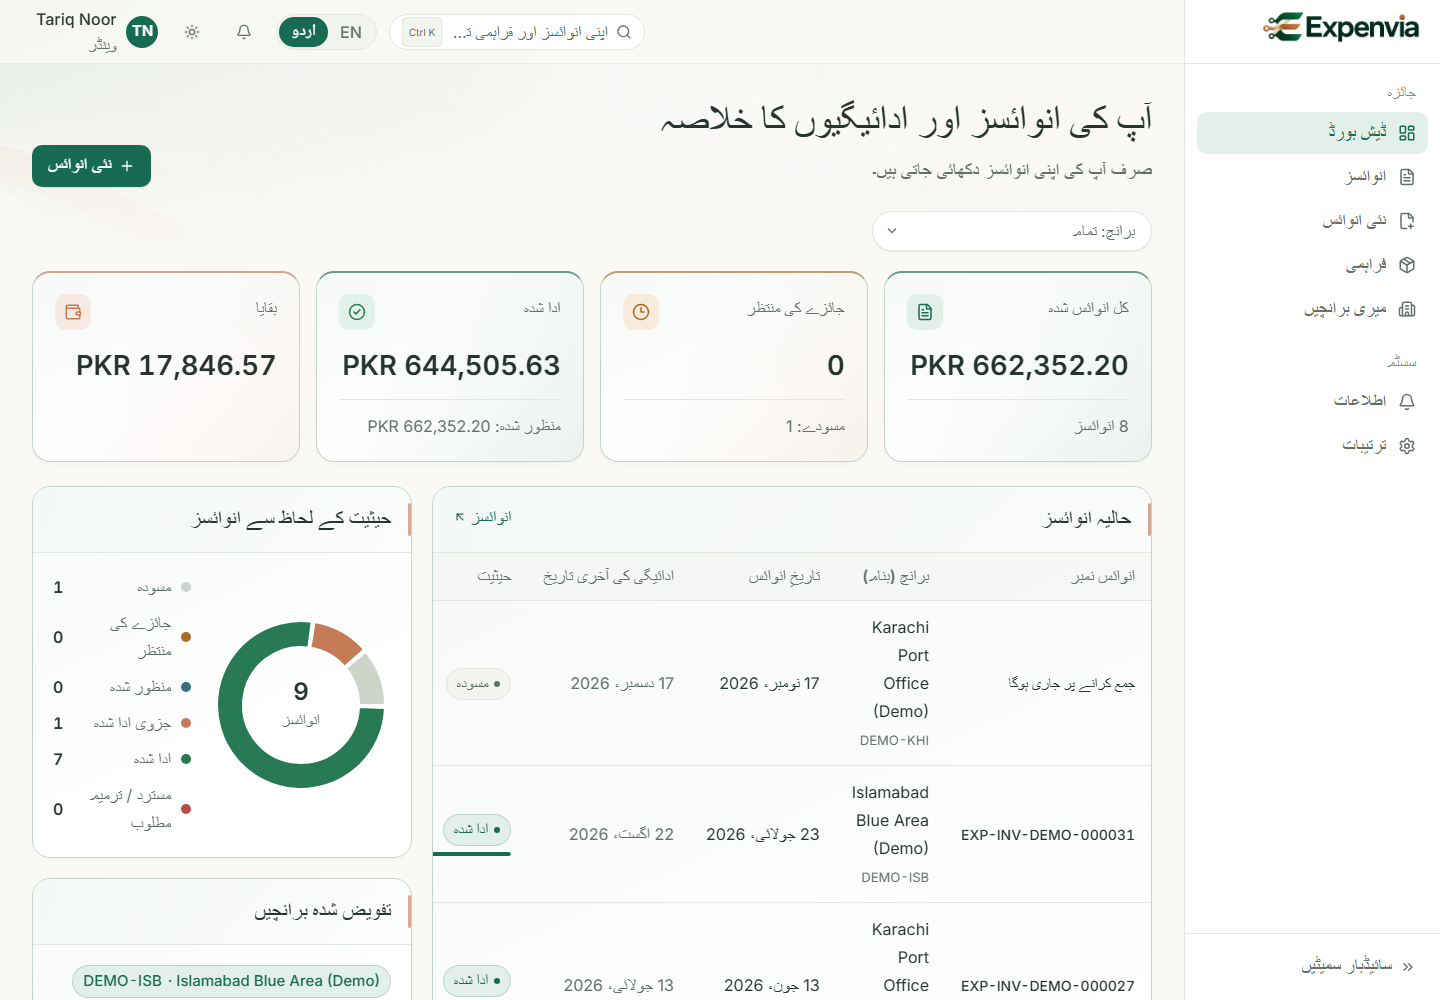 Expenvia
اپنی انوائسز اور فراہمی تـ...
Ctrl K
EN
اردو
TN
Tariq Noor
وینڈر
جائزہ
ڈیش بورڈ
انوائسز
نئی انوائس
فراہمی
میری برانچیں
سسٹم
اطلاعات
ترتیبات
سائیڈبار سمیٹیں
آپ کی انوائسز اور ادائیگیوں کا خلاصہ
صرف آپ کی اپنی انوائسز دکھائی جاتی ہیں۔
نئی انوائس
برانچ: تمام
کل انوائس شدہ
PKR 662,352.20
8 انوائسز
جائزے کی منتظر
0
مسودے: 1
ادا شدہ
PKR 644,505.63
منظور شدہ: PKR 662,352.20
بقایا
PKR 17,846.57
حالیہ انوائسز
انوائسز
انوائس نمبر
برانچ (بنام)
تاریخِ انوائس
ادائیگی کی آخری تاریخ
حیثیت
جمع کرانے پر جاری ہوگا
Karachi
Port
Office
(Demo)
DEMO-KHI
17 نومبر، 2026
17 دسمبر، 2026
مسودہ
EXP-INV-DEMO-000031
Islamabad
Blue Area
(Demo)
DEMO-ISB
23 جولائی، 2026
22 اگست، 2026
ادا شدہ
EXP-INV-DEMO-000027
Karachi
Port
Office
13 جون، 2026
13 جولائی، 2026
ادا شدہ
حیثیت کے لحاظ سے انوائسز
9
انوائسز
مسودہ
1
جائزے کی
منتظر
0
منظور شدہ
0
جزوی ادا شدہ
1
ادا شدہ
7
مسترد / ترمیم
مطلوب
0
تفویض شدہ برانچیں
DEMO-ISB · Islamabad Blue Area (Demo)